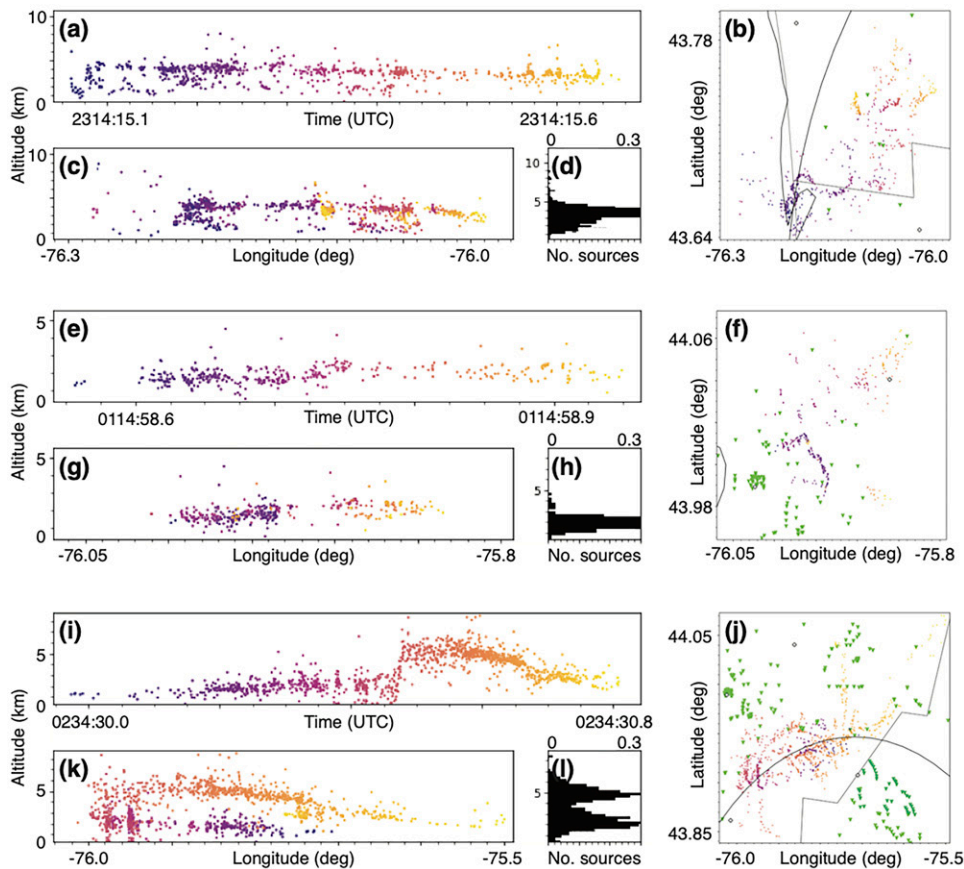 (a)
10
5
0
Altitude (km)
2314:15.1
Time (UTC)
2314:15.6
(b)
43.78
Latitude (deg)
43.64
-76.3
Longitude (deg)
-76.0
(c)
10
5
0
-76.3
Longitude (deg)
-76.0
(d)
0
0.3
10
5
No. sources
(e)
5
0
Altitude (km)
0114:58.6
Time (UTC)
0114:58.9
(f)
44.06
Latitude (deg)
43.98
-76.05
Longitude (deg)
-75.8
(g)
5
0
-76.05
Longitude (deg)
-75.8
(h)
0
0.3
5
No. sources
(i)
5
0
Altitude (km)
0234:30.0
Time (UTC)
0234:30.8
(j)
44.05
Latitude (deg)
43.85
-76.0
Longitude (deg)
-75.5
(k)
5
0
-76.0
Longitude (deg)
-75.5
(l)
0
0.3
5
No. sources